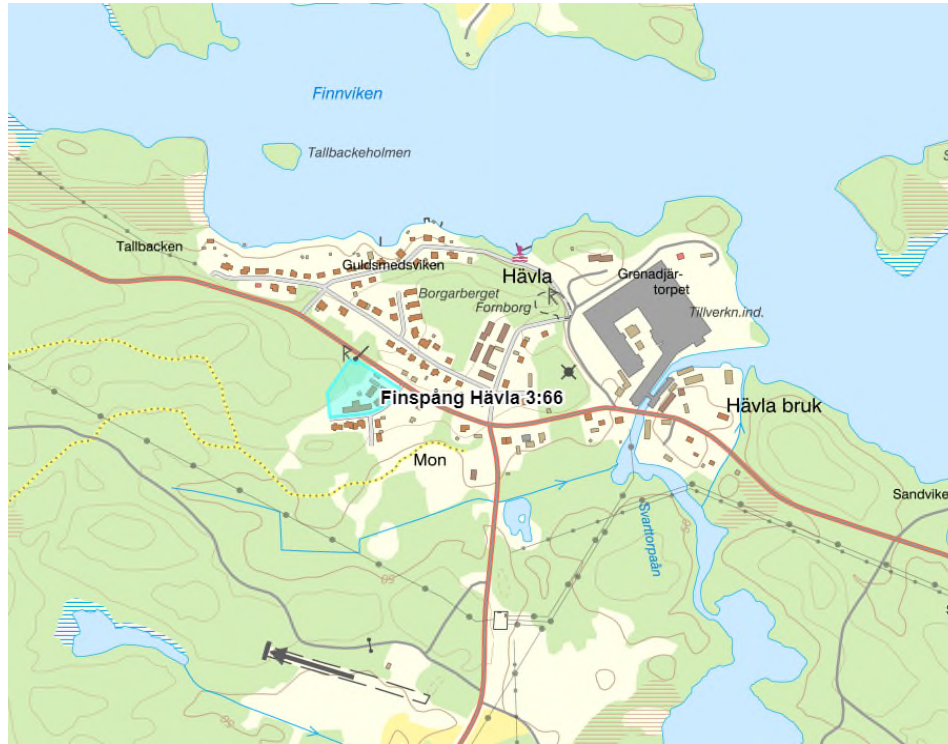 Finnviken
Tallbackeholmen
Tallbacken
Guldsmedsviken
Hävla
Grenadjär-
torpet
Borgarberget
Fornborg
Tillverkn.ind.
R
R
Finspång Hävla 3:66
Hävla bruk
Mon
Sandvike
Svarttorpaån